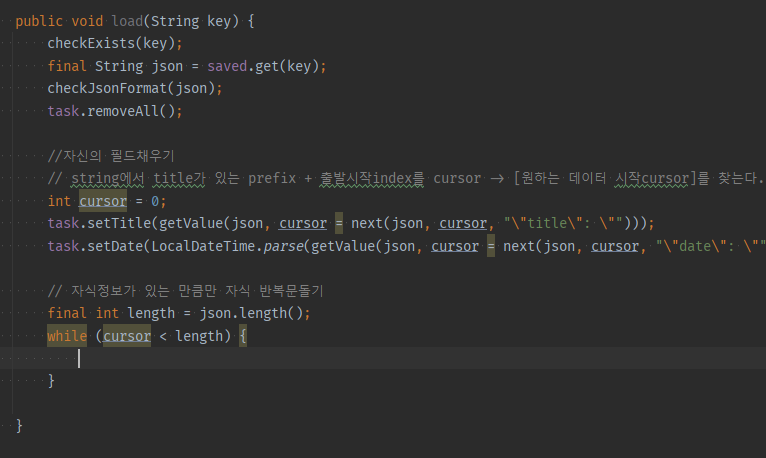 public void load(String key) {
checkExists(key);
final String json = saved.get(key);
checkJsonFormat(json);
task.removeAll();
//자신의 필드채우기
// string에서 title가 있는 prefix + 출발시작index를 cursor -> [원하는 데이터 시작cursor]를 찾는다.
int cursor = 0;
task.setTitle(getValue(json, cursor = next(json, cursor, "\"title\": \"")));
task.setDate(LocalDateTime.parse(getValue(json, cursor = next(json, cursor, "\"date\": \""
// 자식정보가 있는 만큼만 자식 반복문돌기
final int length = json.length();
while (cursor < length) {
}
}